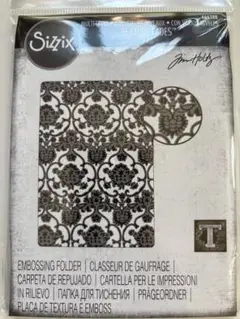 Sizzix
Tim Holtz
EMBOSSING FOLDER | CLASSEUR DE GAUFRAGE |
CARPETA DE REPUJADO | CARTELLA PER LE IMPRESSIONI
IN RILIEVO | ПАПКА ДЛЯ ТИСНЕНИЯ | PRÄGEORDNER |
PLACA DE TEXTURA E EMBOSS